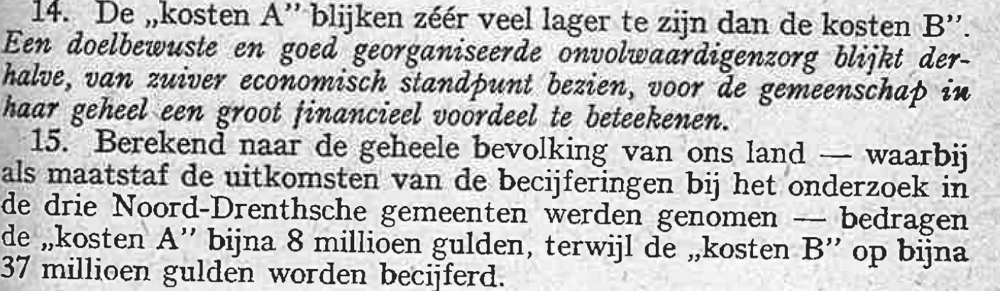 14. De „kosten A” blijken zéér veel lager te zijn dan de kosten B”.
Een doelbewuste en goed georganiseerde onvolwaardigenzorg blijkt der-
halve, van zuiver economisch standpunt bezien, voor de gemeenschap in
haar geheel een groot financieel voordeel te beteekenen.
15. Berekend naar de geheele bevolking van ons land — waarbij
als maatstaf de uitkomsten van de becijferingen bij het onderzoek in
de drie Noord-Drenthsche gemeenten werden genomen — bedragen
de „kosten A” bijna 8 millioen gulden, terwijl de „kosten B” op bijna
37 millioen gulden worden becijferd.